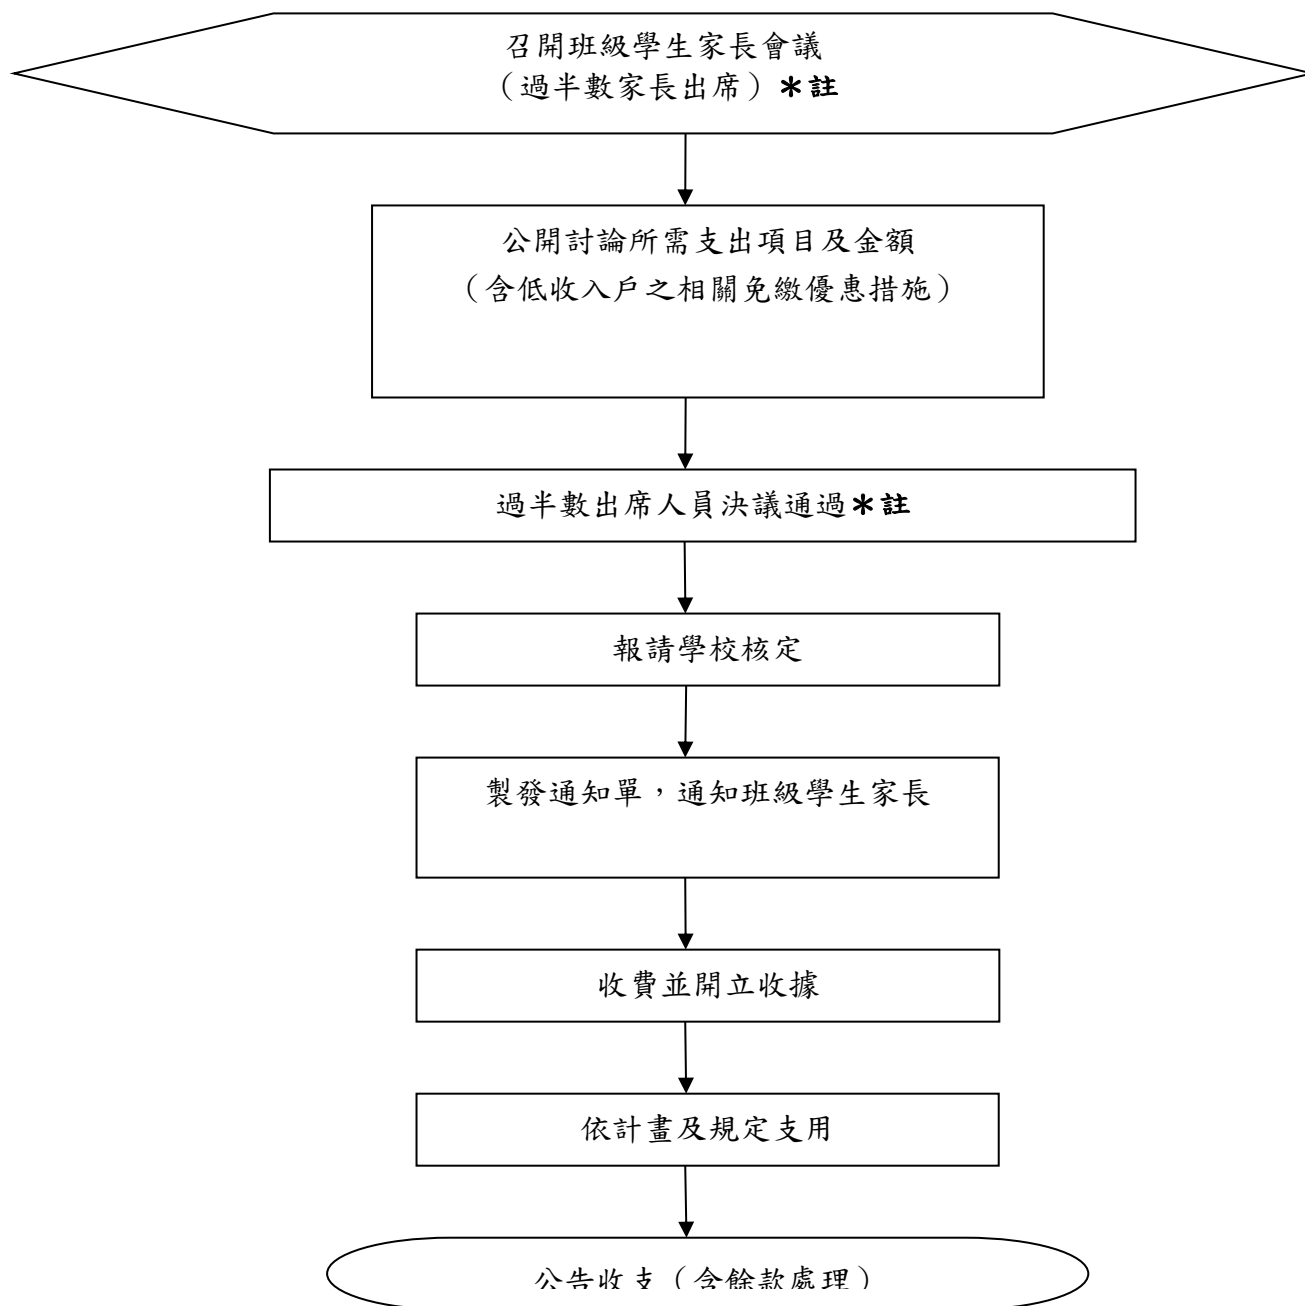 召開班級學生家長會議
（過半數家長出席）＊註
公開討論所需支出項目及金額
（含低收入戶之相關免繳優惠措施）
過半數出席人員決議通過＊註
報請學校核定
製發通知單，通知班級學生家長
收費並開立收據
依計畫及規定支用
公告收支（含餘款處理）